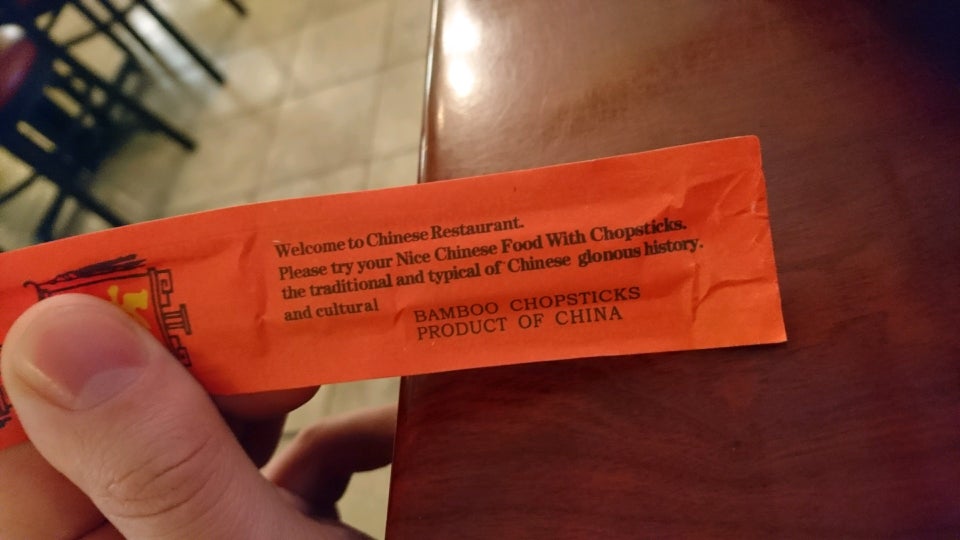 Welcome to Chinese Restaurant.
Please try your Nice Chinese Food With Chopsticks.
the traditional and typical of Chinese glonous history.
and cultural
BAMBOO CHOPSTICKS
PRODUCT OF CHINA